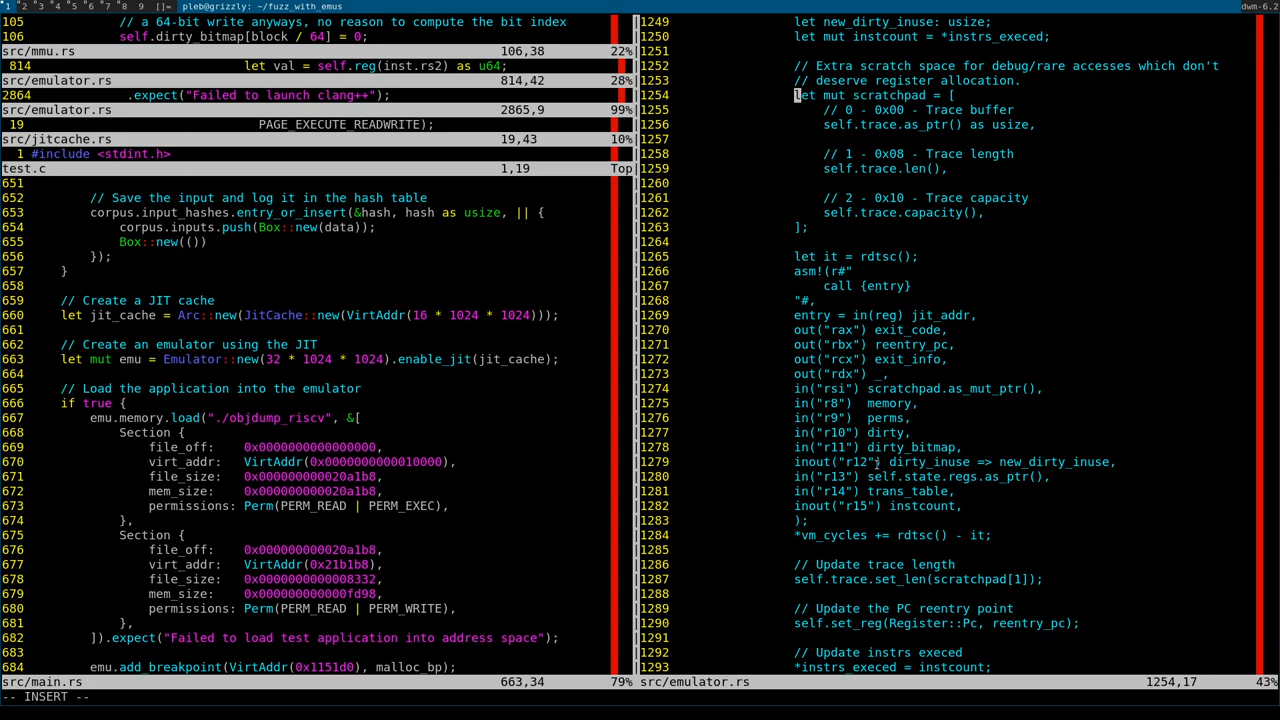 1 2 3 4 5 6 7 8 9 []= pleb@grizzly: ~/fuzz_with_emus dwm-6.2
105 // a 64-bit write anyways, no reason to compute the bit index
106 self.dirty_bitmap[block / 64] = 0;
src/mmu.rs 106,38 22%
814 let val = self.reg(inst.rs2) as u64;
src/emulator.rs 814,42 28%
2864 .expect("Failed to launch clang++");
src/emulator.rs 2865,9 99%
19 PAGE_EXECUTE_READWRITE);
src/jitcache.rs 19,43 10%
1 #include <stdint.h>
test.c 1,19 Top
651
652 // Save the input and log it in the hash table
653 corpus.input_hashes.entry_or_insert(&hash, hash as usize, || {
654 corpus.inputs.push(Box::new(data));
655 Box::new(())
656 });
657 }
658
659 // Create a JIT cache
660 let jit_cache = Arc::new(JitCache::new(VirtAddr(16 * 1024 * 1024)));
661
662 // Create an emulator using the JIT
663 let mut emu = Emulator::new(32 * 1024 * 1024).enable_jit(jit_cache);
664
665 // Load the application into the emulator
666 if true {
667 emu.memory.load("./objdump_riscv", &[
668 Section {
669 file_off: 0x0000000000000000,
670 virt_addr: VirtAddr(0x0000000000010000),
671 file_size: 0x000000000020a1b8,
672 mem_size: 0x000000000020a1b8,
673 permissions: Perm(PERM_READ | PERM_EXEC),
674 },
675 Section {
676 file_off: 0x000000000020a1b8,
677 virt_addr: VirtAddr(0x21b1b8),
678 file_size: 0x0000000000008332,
679 mem_size: 0x000000000000fd98,
680 permissions: Perm(PERM_READ | PERM_WRITE),
681 },
682 ]).expect("Failed to load test application into address space");
683
684 emu.add_breakpoint(VirtAddr(0x1151d0), malloc_bp);
src/main.rs 663,34 79%
-- INSERT --
1249 let new_dirty_inuse: usize;
1250 let mut instcount = *instrs_execed;
1251
1252 // Extra scratch space for debug/rare accesses which don't
1253 // deserve register allocation.
1254 let mut scratchpad = [
1255 // 0 - 0x00 - Trace buffer
1256 self.trace.as_ptr() as usize,
1257
1258 // 1 - 0x08 - Trace length
1259 self.trace.len(),
1260
1261 // 2 - 0x10 - Trace capacity
1262 self.trace.capacity(),
1263 ];
1264
1265 let it = rdtsc();
1266 asm!(r#"
1267 call {entry}
1268 "#,
1269 entry = in(reg) jit_addr,
1270 out("rax") exit_code,
1271 out("rbx") reentry_pc,
1272 out("rcx") exit_info,
1273 out("rdx") _,
1274 in("rsi") scratchpad.as_mut_ptr(),
1275 in("r8") memory,
1276 in("r9") perms,
1277 in("r10") dirty,
1278 in("r11") dirty_bitmap,
1279 inout("r12") dirty_inuse => new_dirty_inuse,
1280 in("r13") self.state.regs.as_ptr(),
1281 in("r14") trans_table,
1282 inout("r15") instcount,
1283 );
1284 *vm_cycles += rdtsc() - it;
1285
1286 // Update trace length
1287 self.trace.set_len(scratchpad[1]);
1288
1289 // Update the PC reentry point
1290 self.set_reg(Register::Pc, reentry_pc);
1291
1292 // Update instrs execed
1293 *instrs_execed = instcount;
src/emulator.rs 1254,17 43%